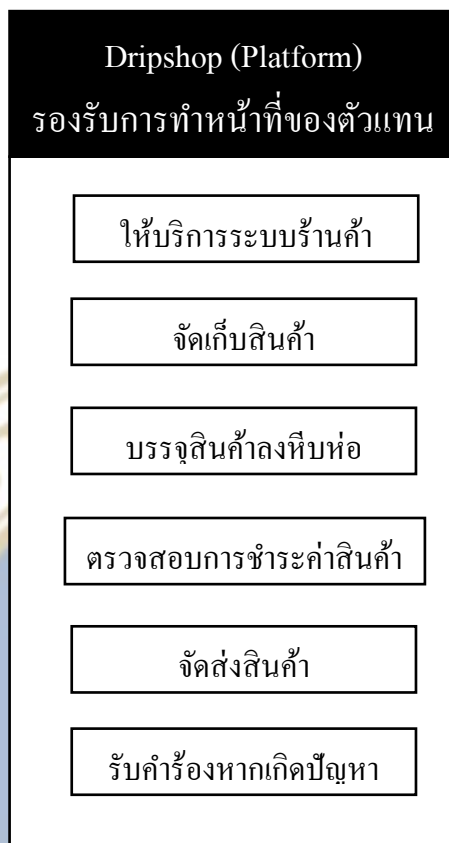 Dripshop (Platform)
รองรับการทำหน้าที่ของตัวแทน
ให้บริการระบบร้านค้า
จัดเก็บสินค้า
บรรจุสินค้าลงหีบห่อ
ตรวจสอบการชำระค่าสินค้า
จัดส่งสินค้า
รับคำร้องหากเกิดปัญหา